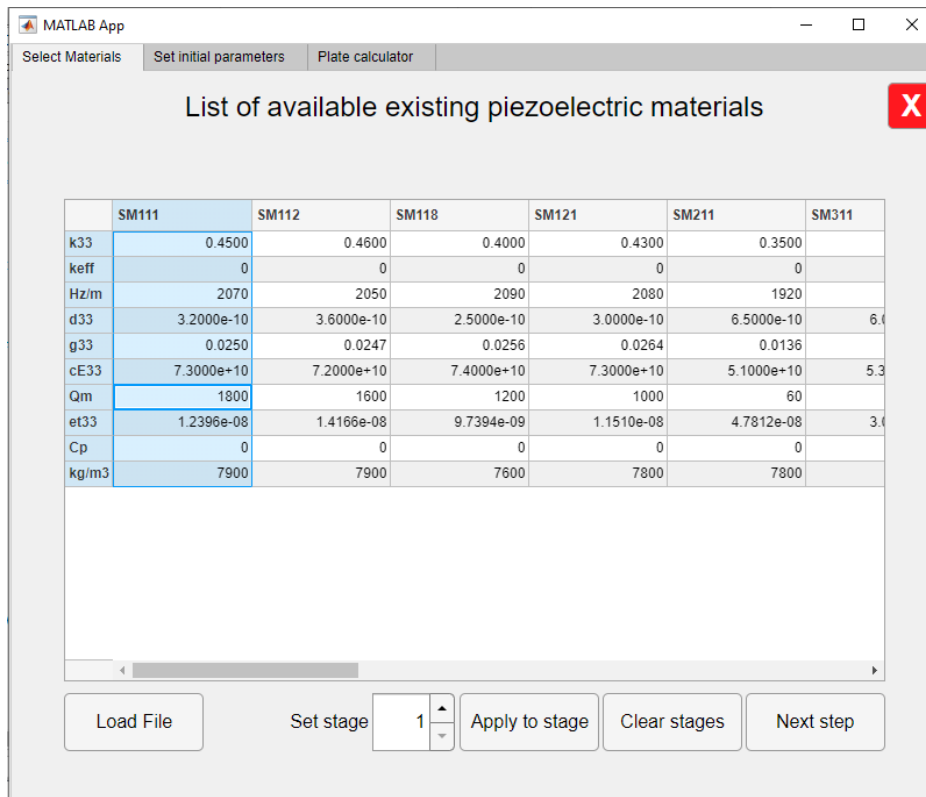 MATLAB App
Select Materials Set initial parameters Plate calculator
List of available existing piezoelectric materials
X
SM111 SM112 SM118 SM121 SM211 SM311
k33 0.4500 0.4600 0.4000 0.4300 0.3500
keff 0 0 0 0 0
Hz/m 2070 2050 2090 2080 1920
d33 3.2000e-10 3.6000e-10 2.5000e-10 3.0000e-10 6.5000e-10 6.0
g33 0.0250 0.0247 0.0256 0.0264 0.0136
cE33 7.3000e+10 7.2000e+10 7.4000e+10 7.3000e+10 5.1000e+10 5.3
Qm 1800 1600 1200 1000 60
et33 1.2396e-08 1.4166e-08 9.7394e-09 1.1510e-08 4.7812e-08 3.0
Cp 0 0 0 0 0
kg/m3 7900 7900 7600 7800 7800
Load File Set stage 1 Apply to stage Clear stages Next step